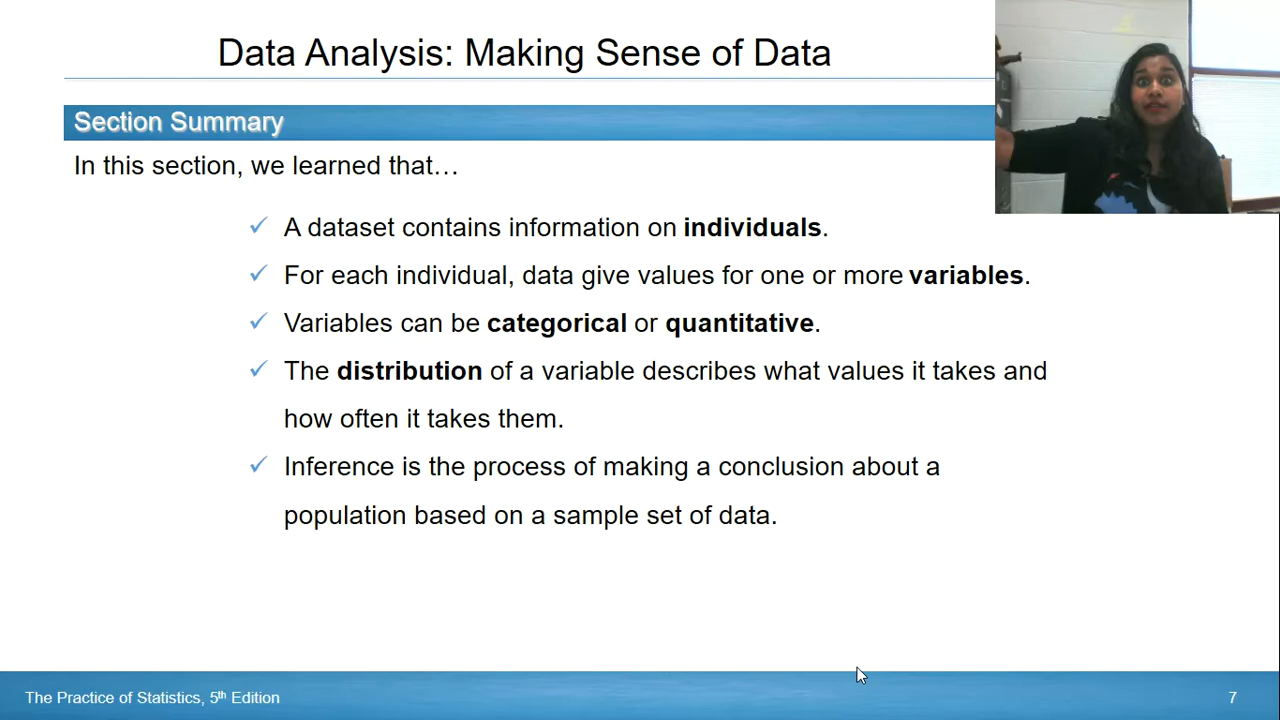 Data Analysis: Making Sense of Data
Section Summary
In this section, we learned that…
✓ A dataset contains information on individuals.
✓ For each individual, data give values for one or more variables.
✓ Variables can be categorical or quantitative.
✓ The distribution of a variable describes what values it takes and
how often it takes them.
✓ Inference is the process of making a conclusion about a
population based on a sample set of data.
The Practice of Statistics, 5th Edition
7